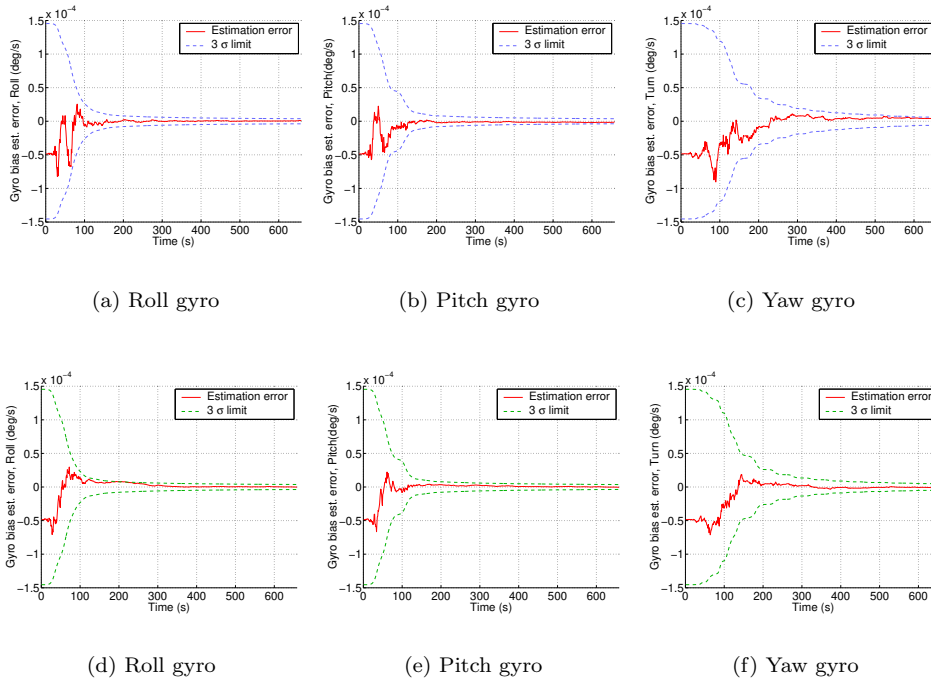 x 10⁻⁴
Gyro bias est. error, Roll (deg/s)
1.5
1
0.5
0
−0.5
−1
−1.5
0 100 200 300 400 500 600
Time (s)
Estimation error
3 σ limit
(a) Roll gyro
x 10⁻⁴
Gyro bias est. error, Pitch(deg/s)
1.5
1
0.5
0
−0.5
−1
−1.5
0 100 200 300 400 500 600
Time (s)
Estimation error
3 σ limit
(b) Pitch gyro
x 10⁻⁴
Gyro bias est. error, Turn (deg/s)
1.5
1
0.5
0
−0.5
−1
−1.5
0 100 200 300 400 500 600
Time (s)
Estimation error
3 σ limit
(c) Yaw gyro
x 10⁻⁴
Gyro bias est. error, Roll (deg/s)
1.5
1
0.5
0
−0.5
−1
−1.5
0 100 200 300 400 500 600
Time (s)
Estimation error
3 σ limit
(d) Roll gyro
x 10⁻⁴
Gyro bias est. error, Pitch(deg/s)
1.5
1
0.5
0
−0.5
−1
−1.5
0 100 200 300 400 500 600
Time (s)
Estimation error
3 σ limit
(e) Pitch gyro
x 10⁻⁴
Gyro bias est. error, Turn (deg/s)
1.5
1
0.5
0
−0.5
−1
−1.5
0 100 200 300 400 500 600
Time (s)
Estimation error
3 σ limit
(f) Yaw gyro